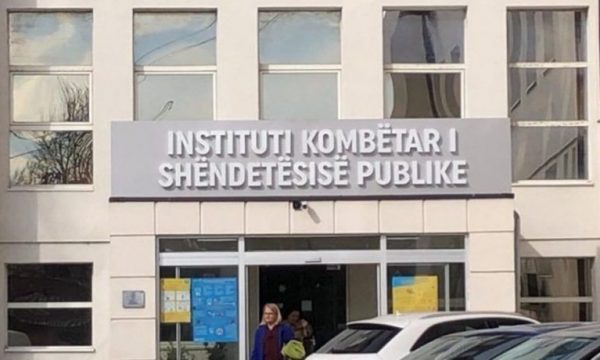 INSTITUTI KOMBËTAR I
SHËNDETËSISË PUBLIKE